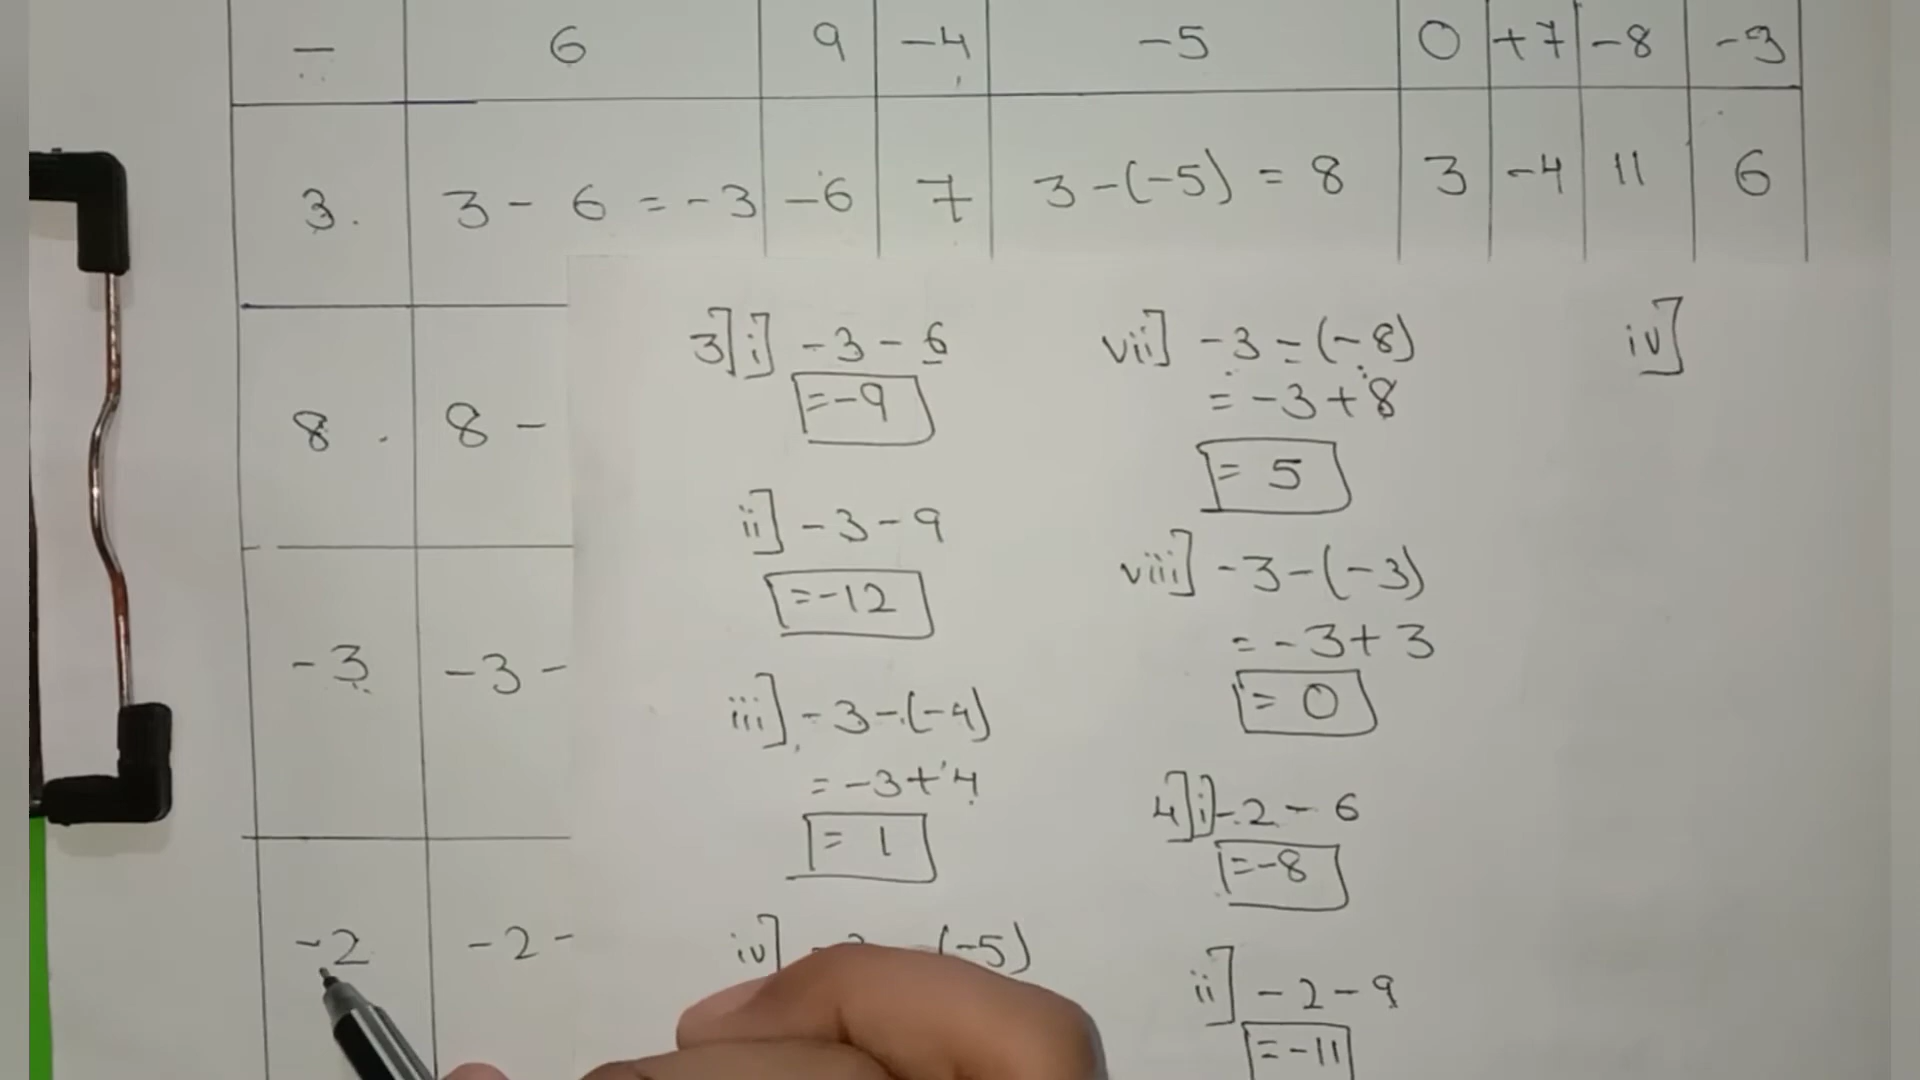 − 6 9 -4 -5 0 +7 -8 -3
3. 3 - 6 = -3 -6 7 3-(-5) = 8 3 -4 11 6
8 . 8 -
-3 -3 -
-2 -2 -
3] i] -3 - 6
=-9
ii] -3-9
=-12
iii] -3-(-4)
= -3+4
= 1
iv] (-5)
vii] -3 - (-8)
= -3+8
= 5
viii] -3-(-3)
= -3+3
= 0
4] i] -2 - 6
=-8
ii] -2-9
=-11
iv]